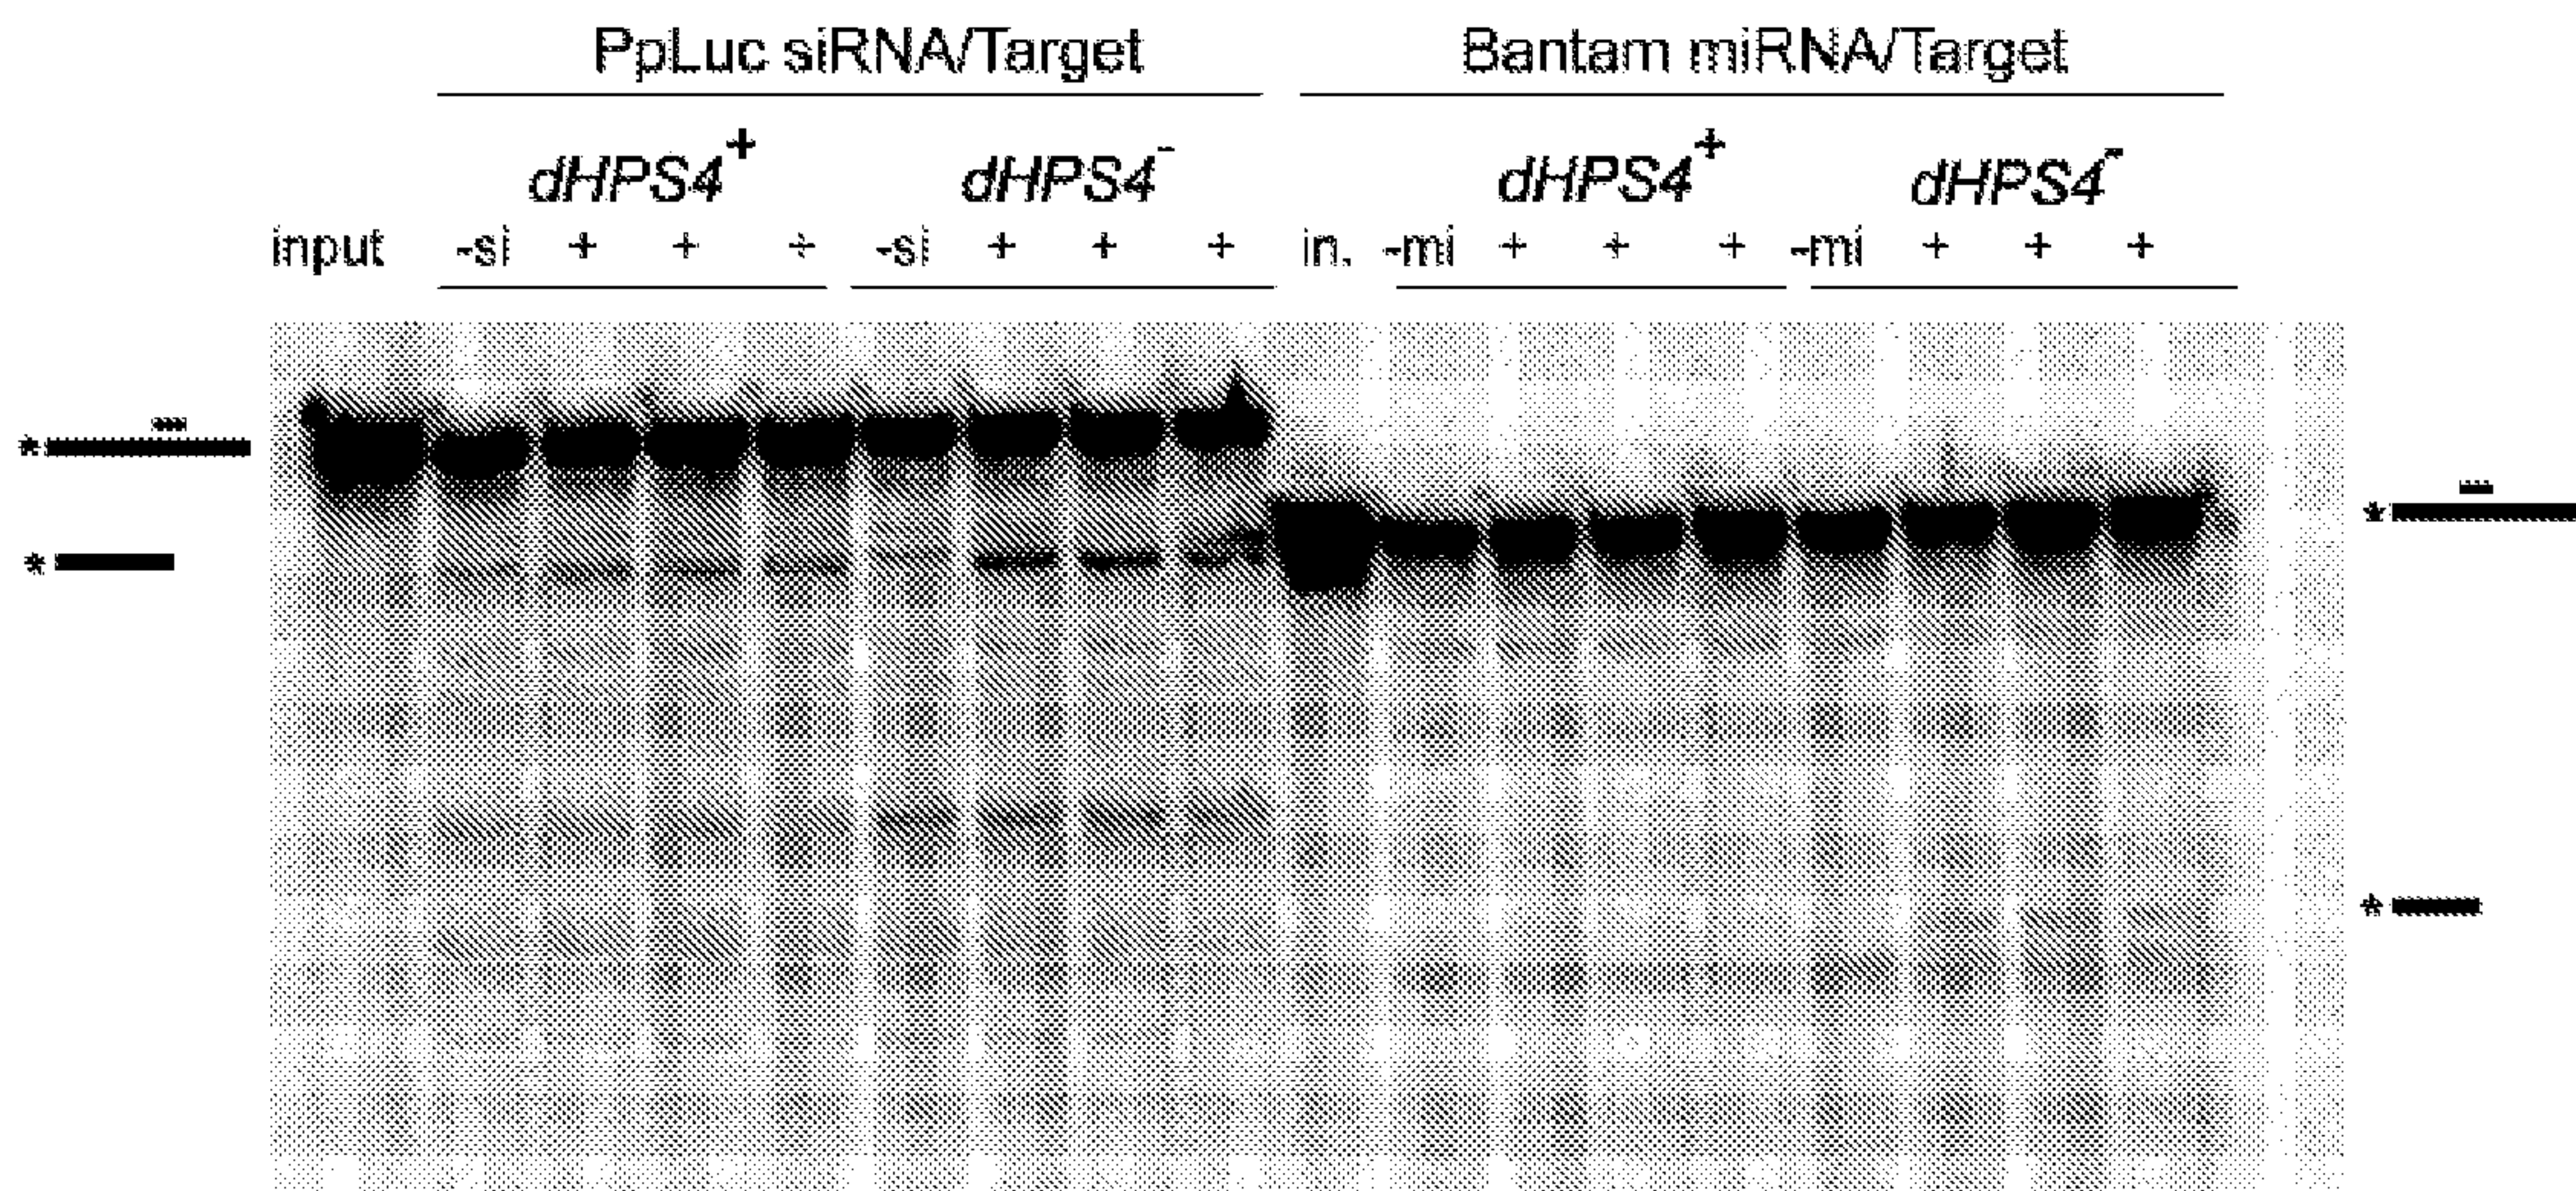 PpLuc siRNA/Target Bantam miRNA/Target
dHPS4+ dHPS4- dHPS4+ dHPS4-
input -si + + + -si + + + in. -mi + + + -mi + + +
* *
* *